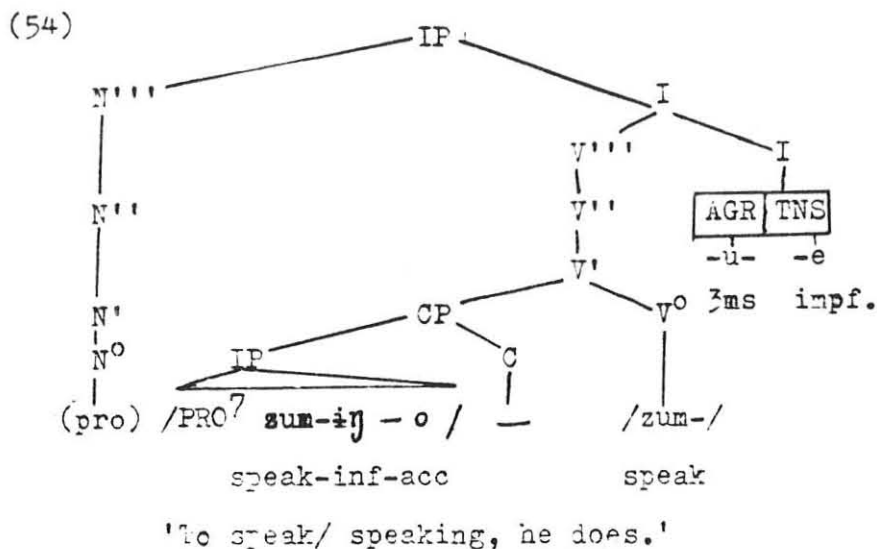 (54)
IP
N''' I
V''' I
N'' V'' AGR TNS
-u- -e
V'
N' CP V° 3ms impf.
N° IP C
(pro) /PRO⁷ zum-iŋ - o / — /zum-/
speak-inf-acc speak
'To speak/ speaking, he does.'